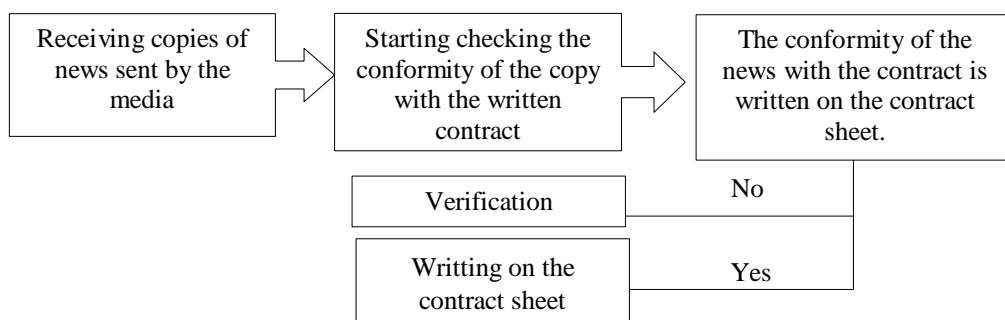 Receiving copies of
news sent by the
media
Starting checking the
conformity of the copy
with the written
contract
The conformity of the
news with the contract is
written on the contract
sheet.
No
Verification
Yes
Writting on the
contract sheet